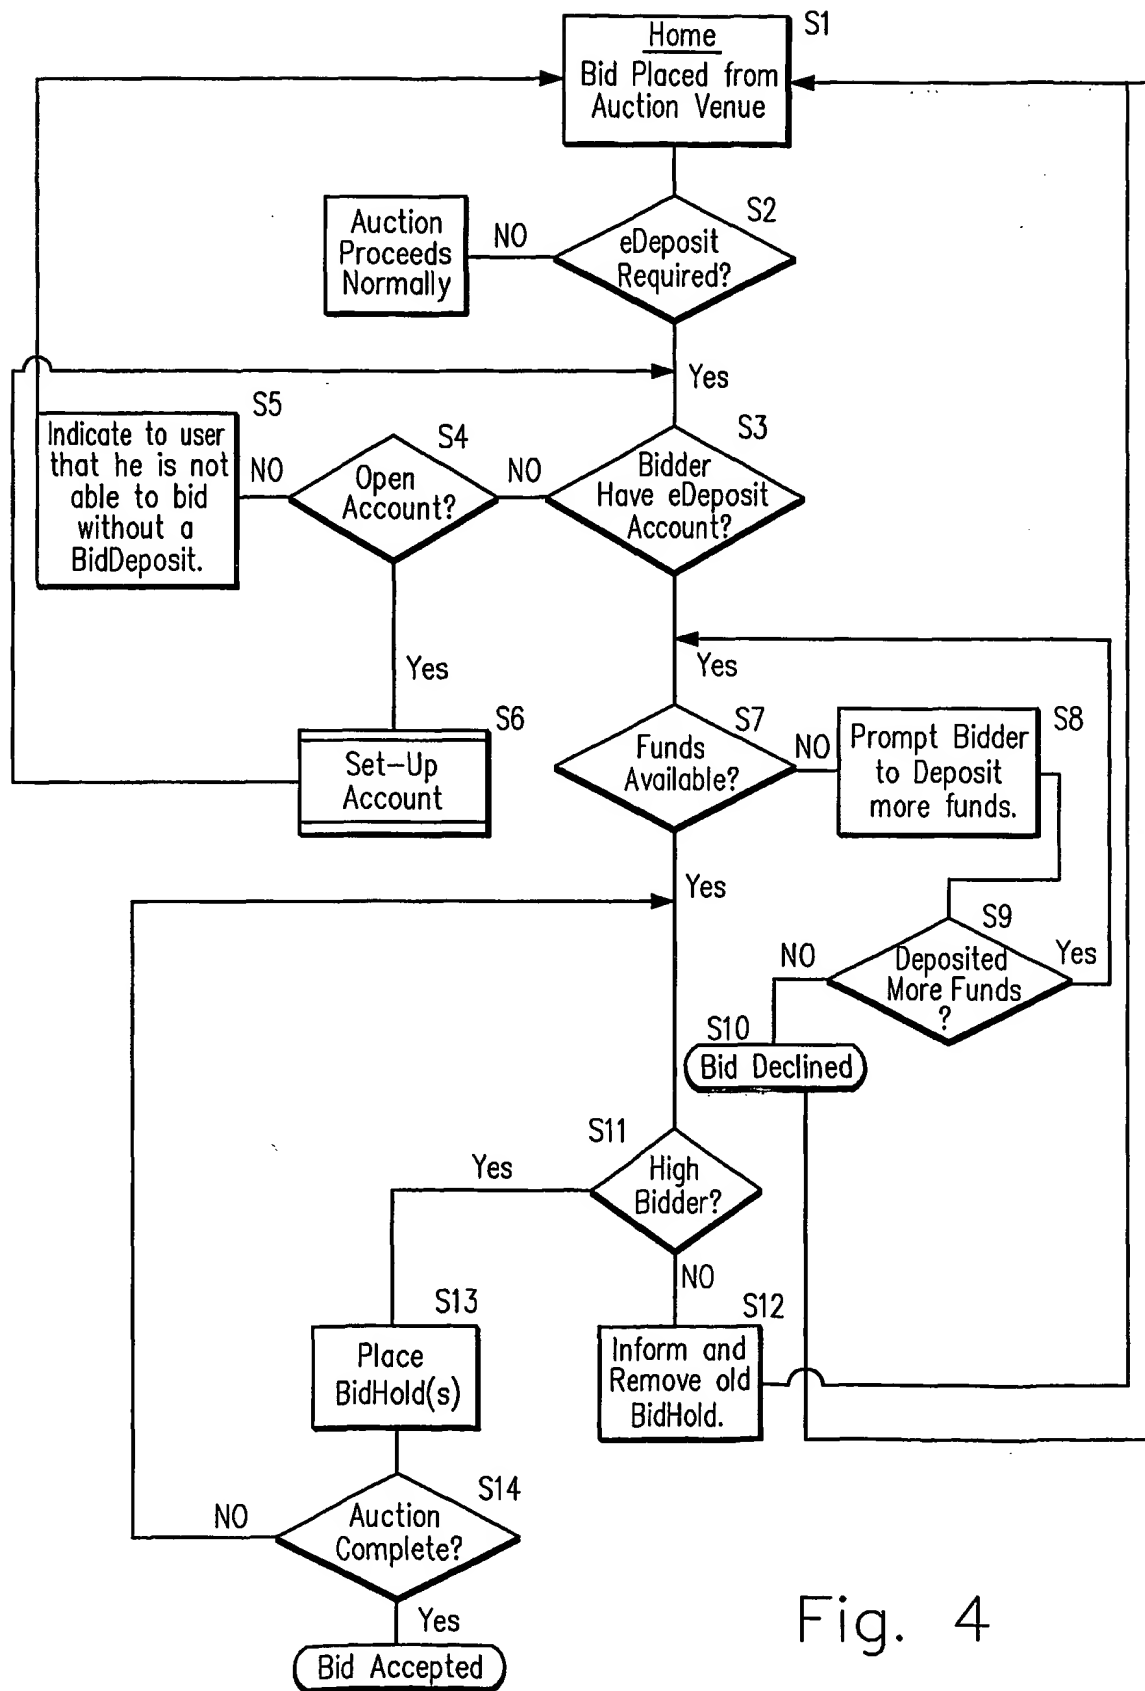 S1
Home
Bid Placed from
Auction Venue
S2
eDeposit
Required?
NO
Auction
Proceeds
Normally
Yes
S3
Bidder
Have eDeposit
Account?
NO
S4
Open
Account?
NO
S5
Indicate to user
that he is not
able to bid
without a
BidDeposit.
Yes
S6
Set-Up
Account
Yes
S7
Funds
Available?
NO
S8
Prompt Bidder
to Deposit
more funds.
Yes
S9
Deposited
More Funds
?
Yes
NO
S10
Bid Declined
S11
High
Bidder?
Yes
NO
S12
Inform and
Remove old
BidHold.
S13
Place
BidHold(s)
S14
Auction
Complete?
NO
Yes
Bid Accepted
Fig. 4